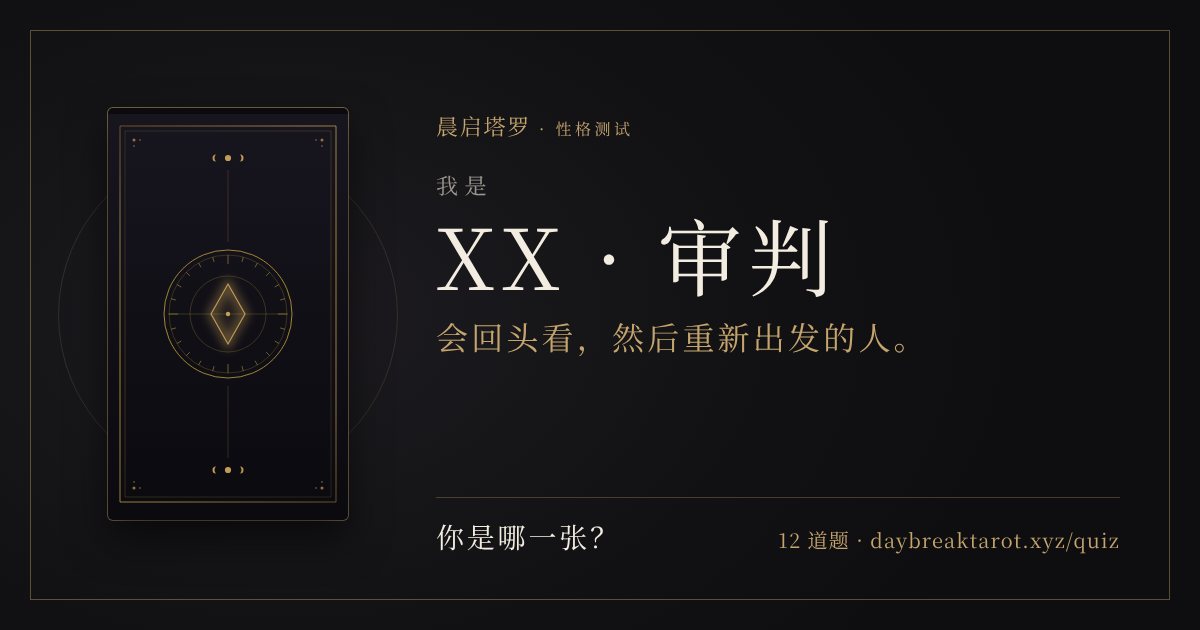 晨启塔罗 · 性格测试
我是
XX · 审判
会回头看，然后重新出发的人。
你是哪一张？
12 道题 · daybreaktarot.xyz/quiz